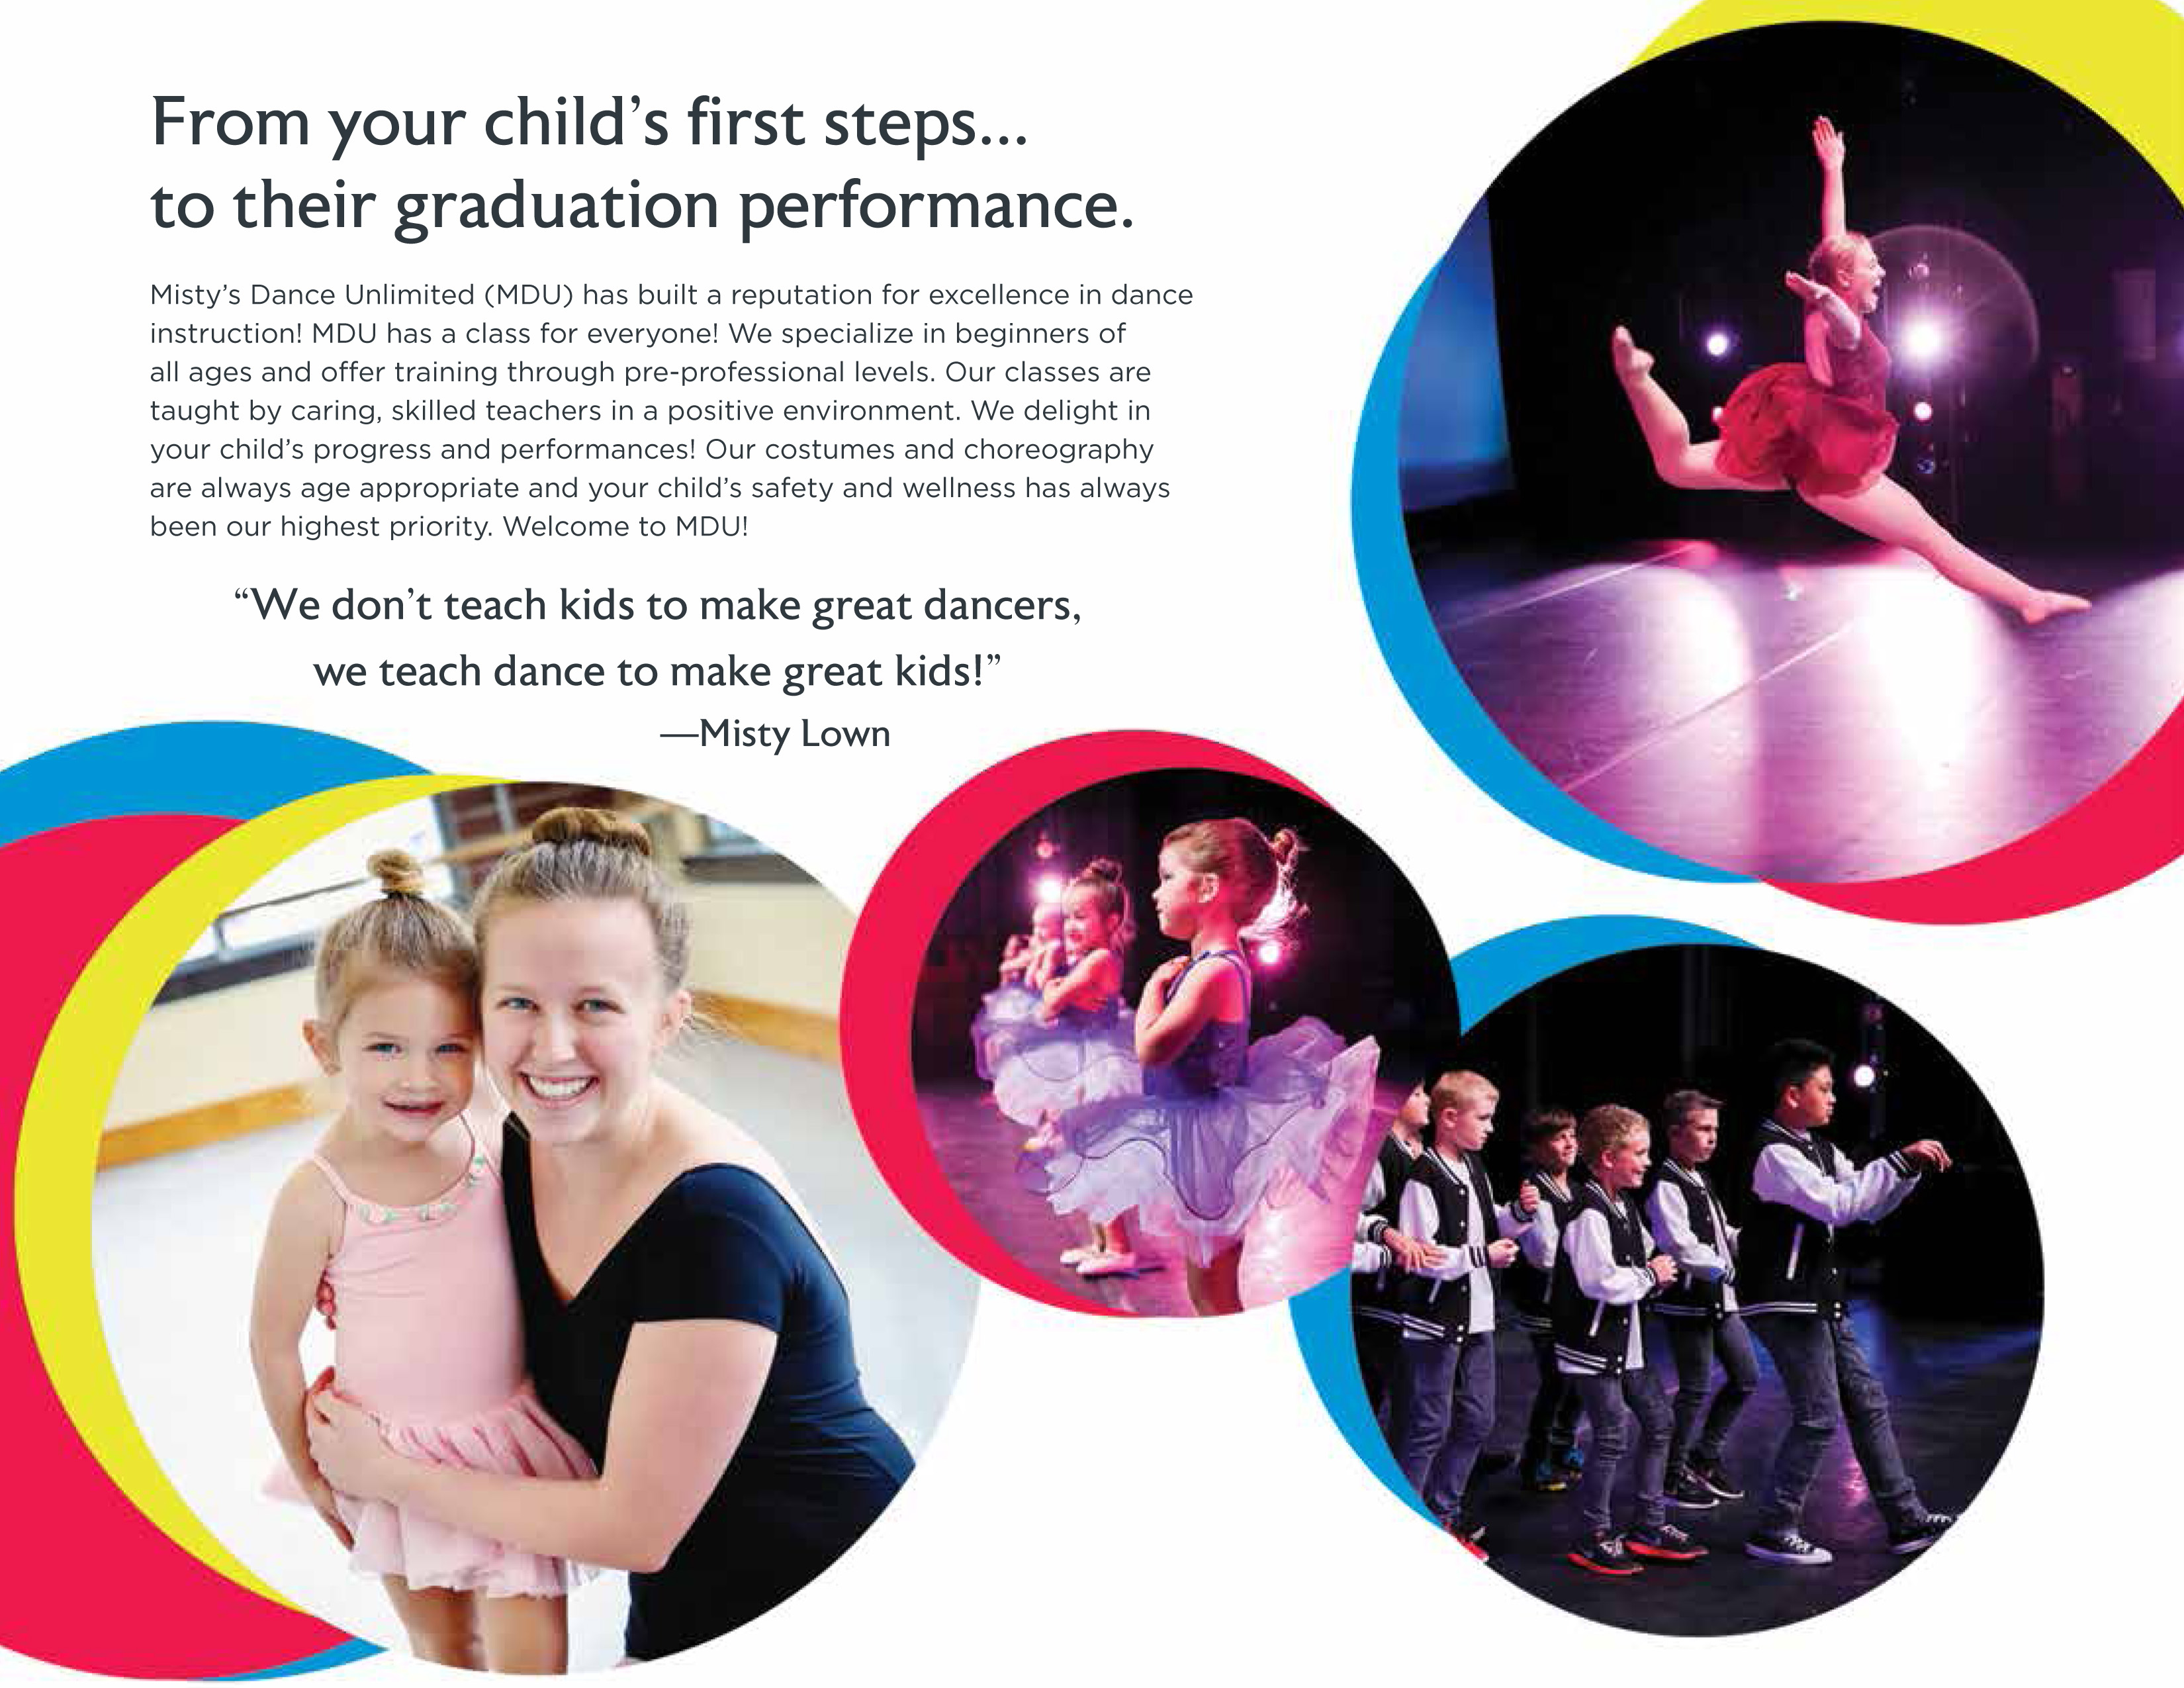 From your child’s first steps...
to their graduation performance.
Misty’s Dance Unlimited (MDU) has built a reputation for excellence in dance
instruction! MDU has a class for everyone! We specialize in beginners of
all ages and offer training through pre-professional levels. Our classes are
taught by caring, skilled teachers in a positive environment. We delight in
your child’s progress and performances! Our costumes and choreography
are always age appropriate and your child’s safety and wellness has always
been our highest priority. Welcome to MDU!
“We don’t teach kids to make great dancers,
we teach dance to make great kids!”
—Misty Lown